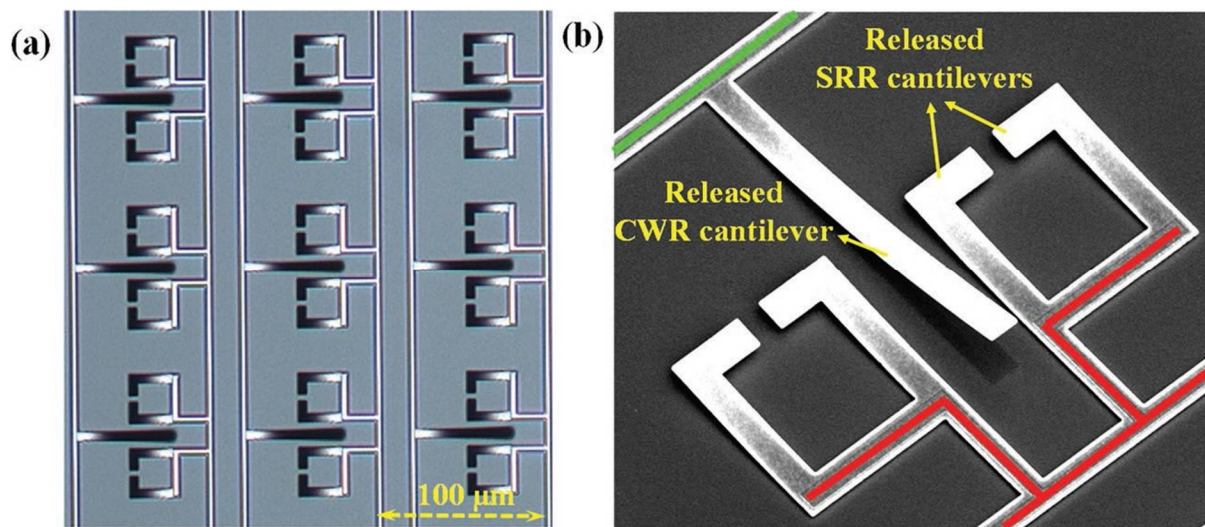 (a)
100 μm
(b)
Released
SRR cantilevers
Released
CWR cantilever